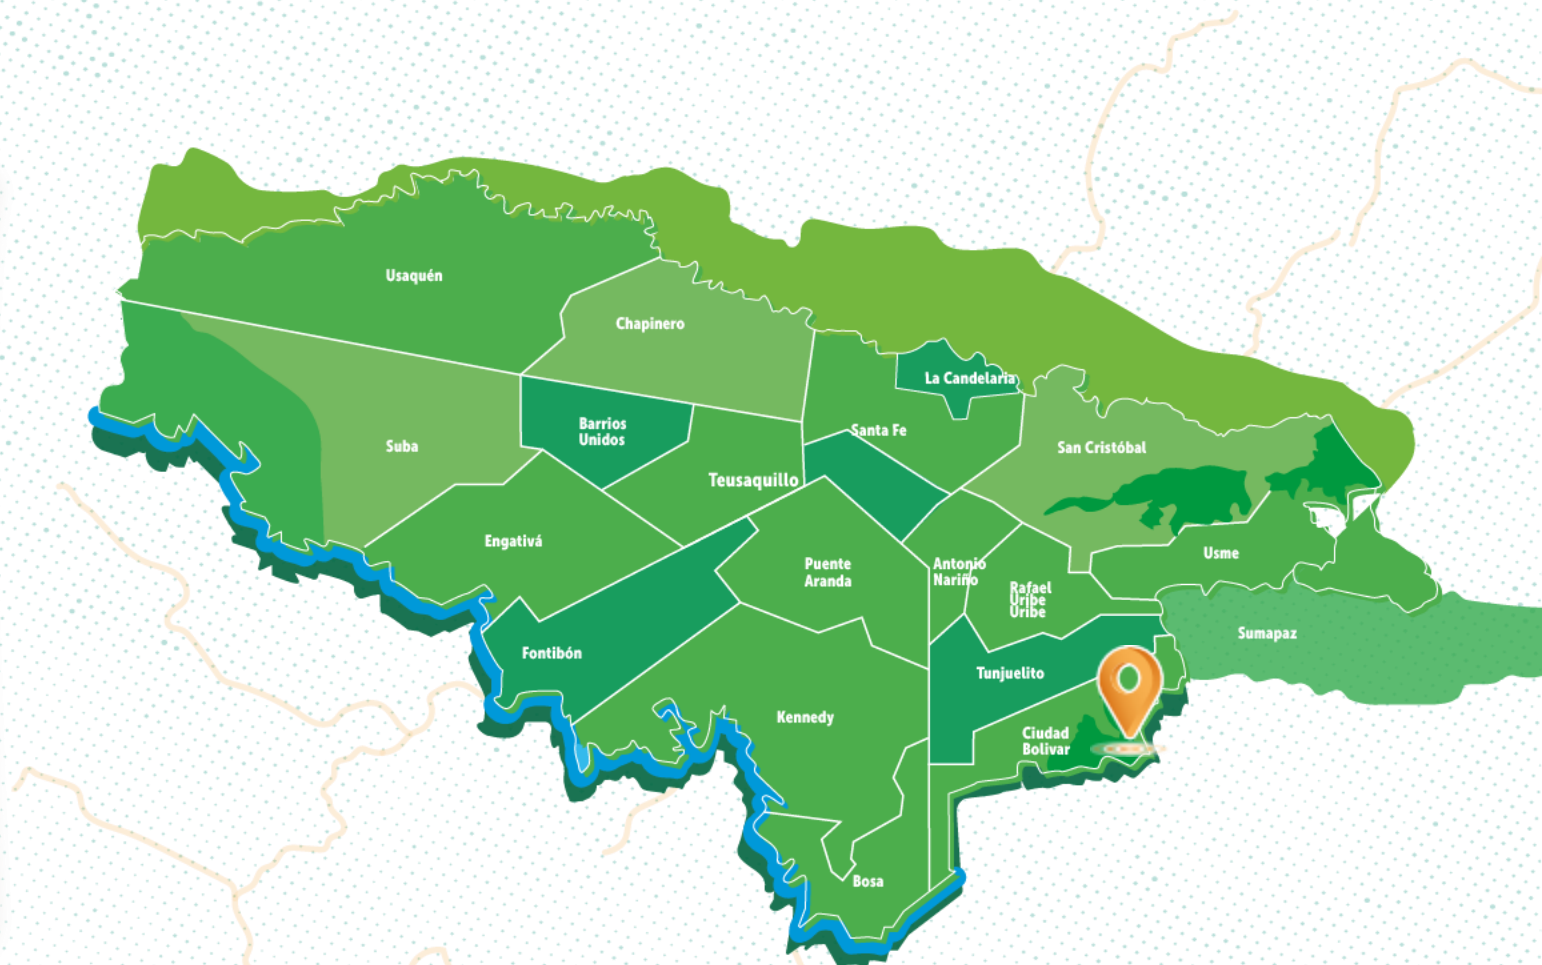 Usaquén
Chapinero
La Candelaria
Barrios
Unidos
Santa Fe
Suba
San Cristóbal
Teusaquillo
Engativá
Usme
Puente
Aranda
Antonio
Nariño
Rafael
Uribe
Uribe
Sumapaz
Fontibón
Tunjuelito
Kennedy
Ciudad
Bolivar
Bosa